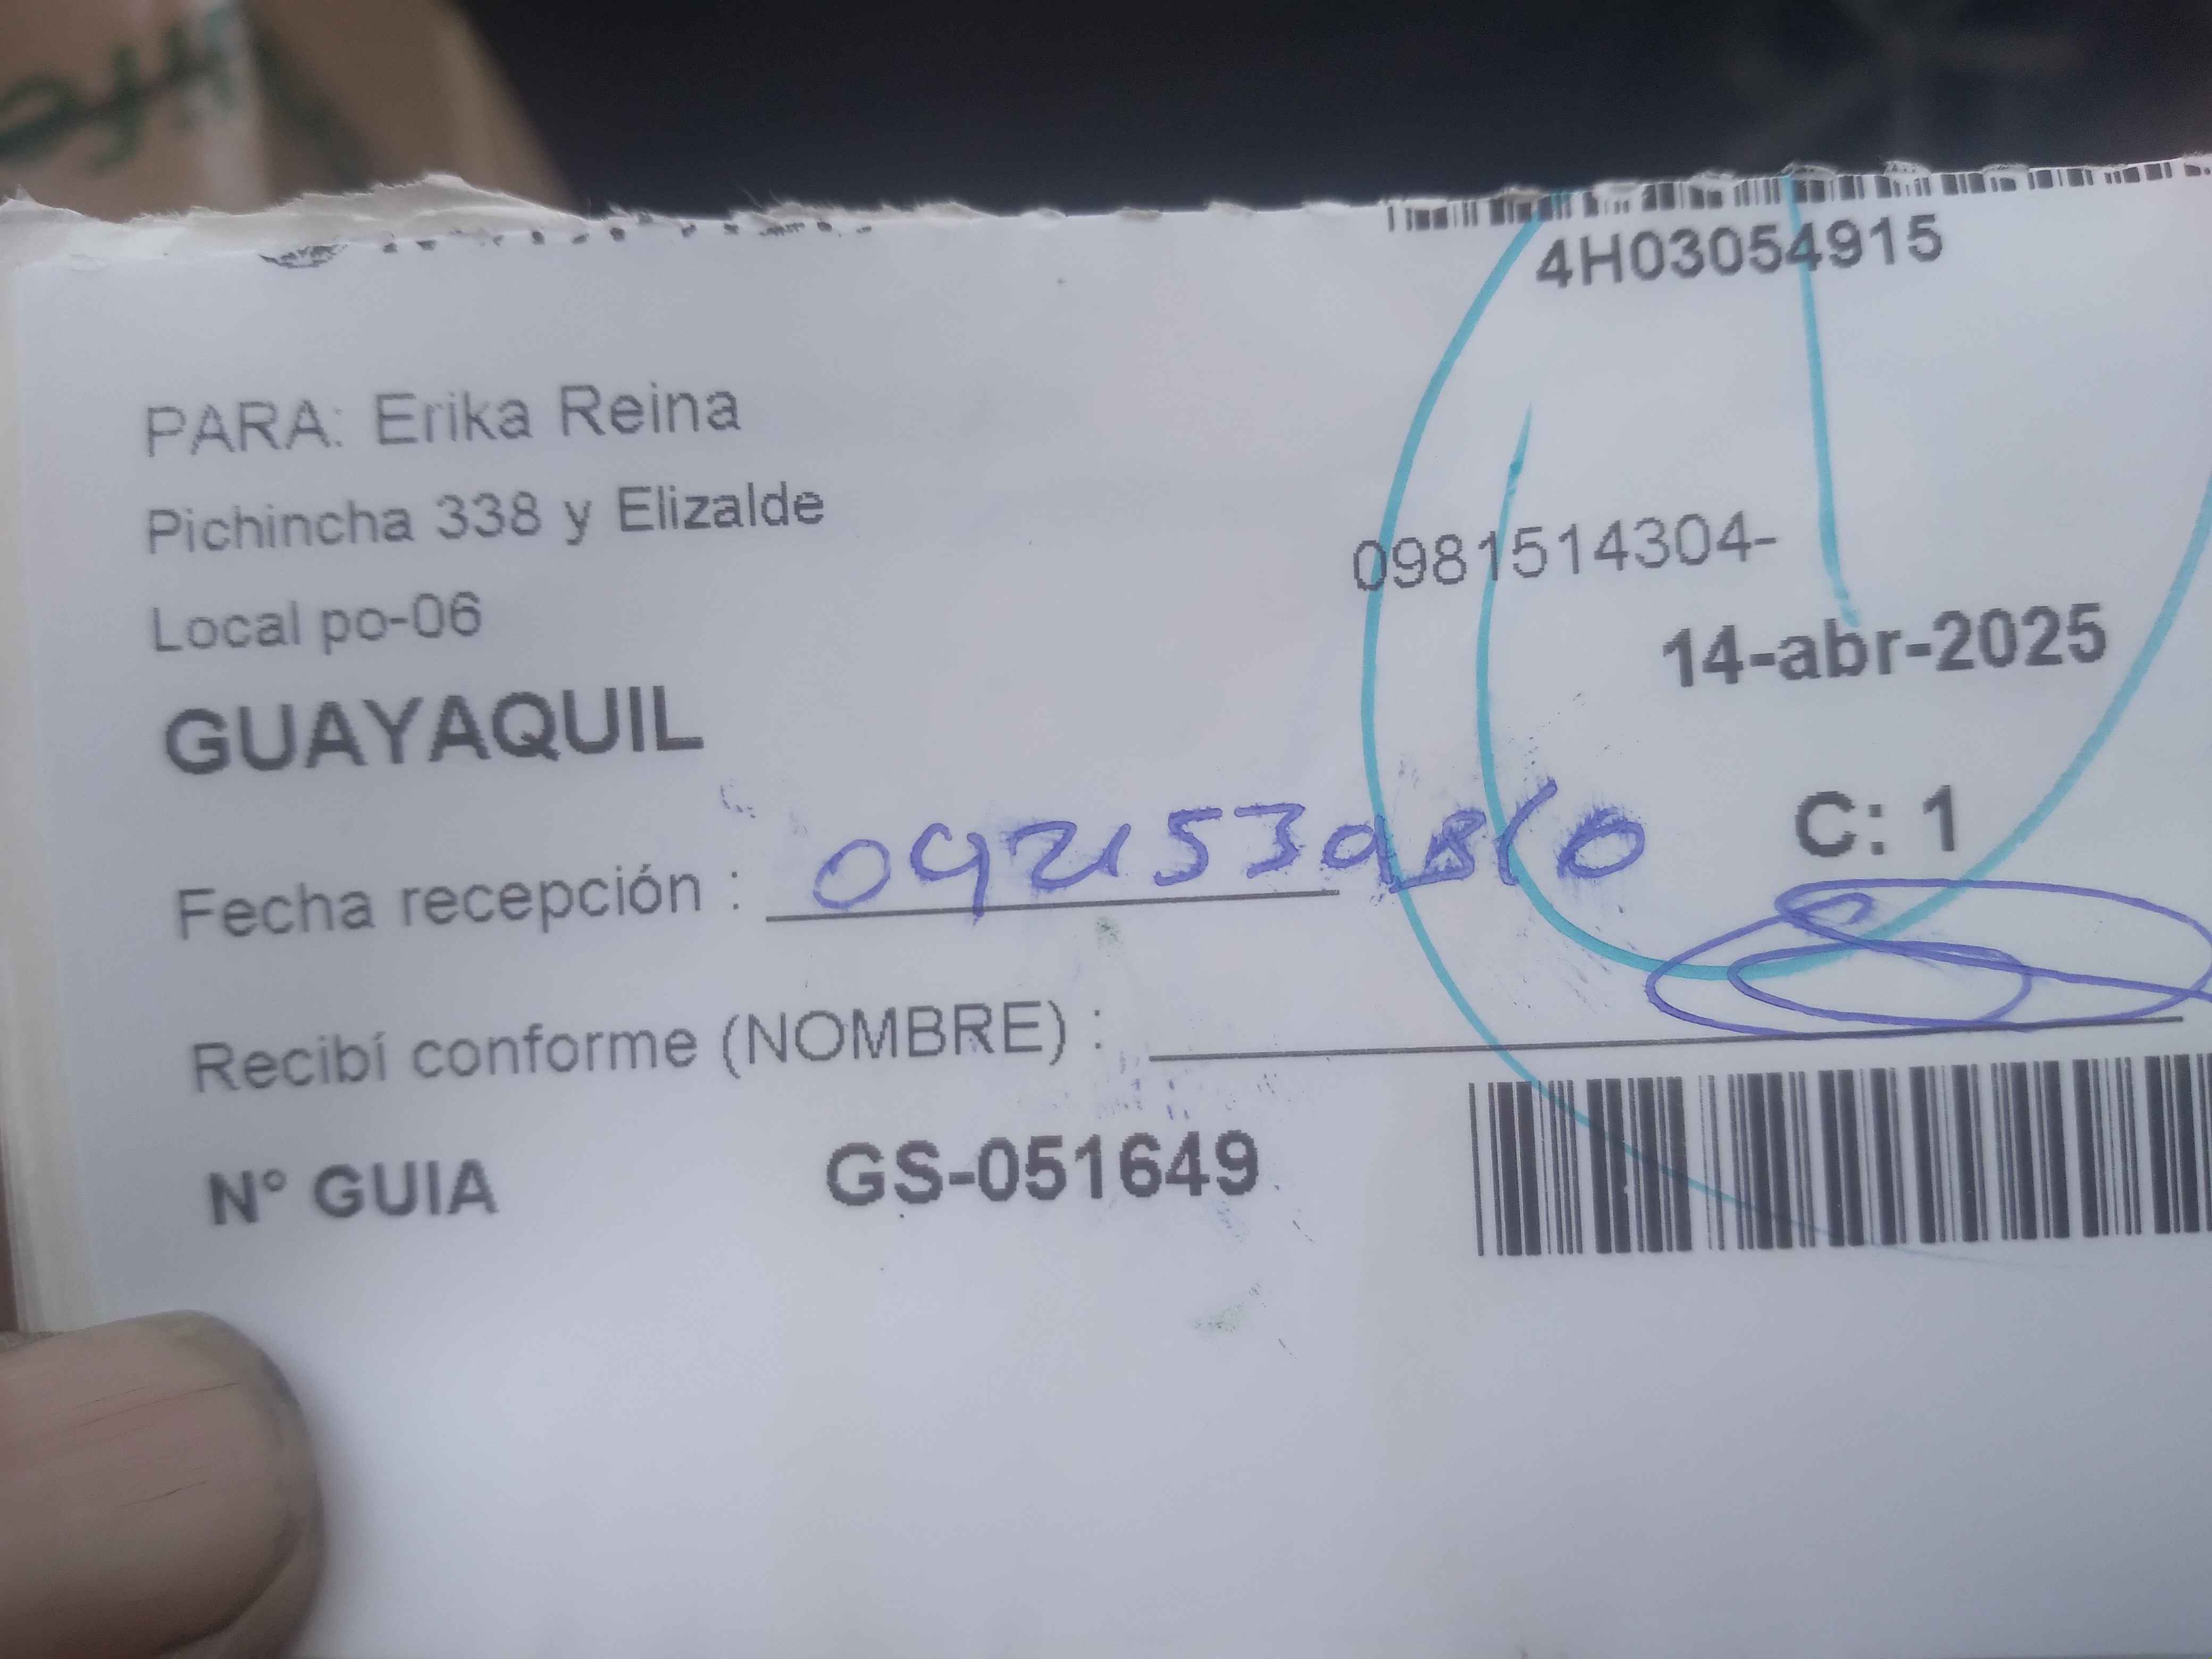 4H03054915
PARA: Erika Reina
Pichincha 338 y Elizalde
0981514304-
Local po-06
14-abr-2025
GUAYAQUIL
C: 1
Fecha recepción : 0921539810
Recibí conforme (NOMBRE) :
N° GUIA GS-051649